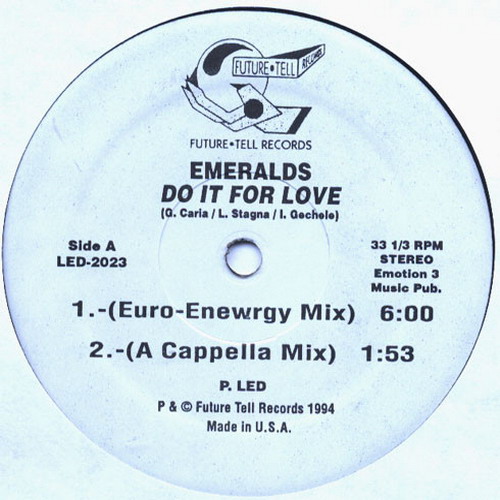 FUTURE•TELL RECORDS
FUTURE•TELL RECORDS
EMERALDS
DO IT FOR LOVE
(G. Caria / L. Stagna / I. Gechele)
Side A
LED-2023
33 1/3 RPM
STEREO
Emotion 3
Music Pub.
1.-(Euro-Enewrgy Mix) 6:00
2.-(A Cappella Mix) 1:53
P. LED
P & © Future Tell Records 1994
Made in U.S.A.